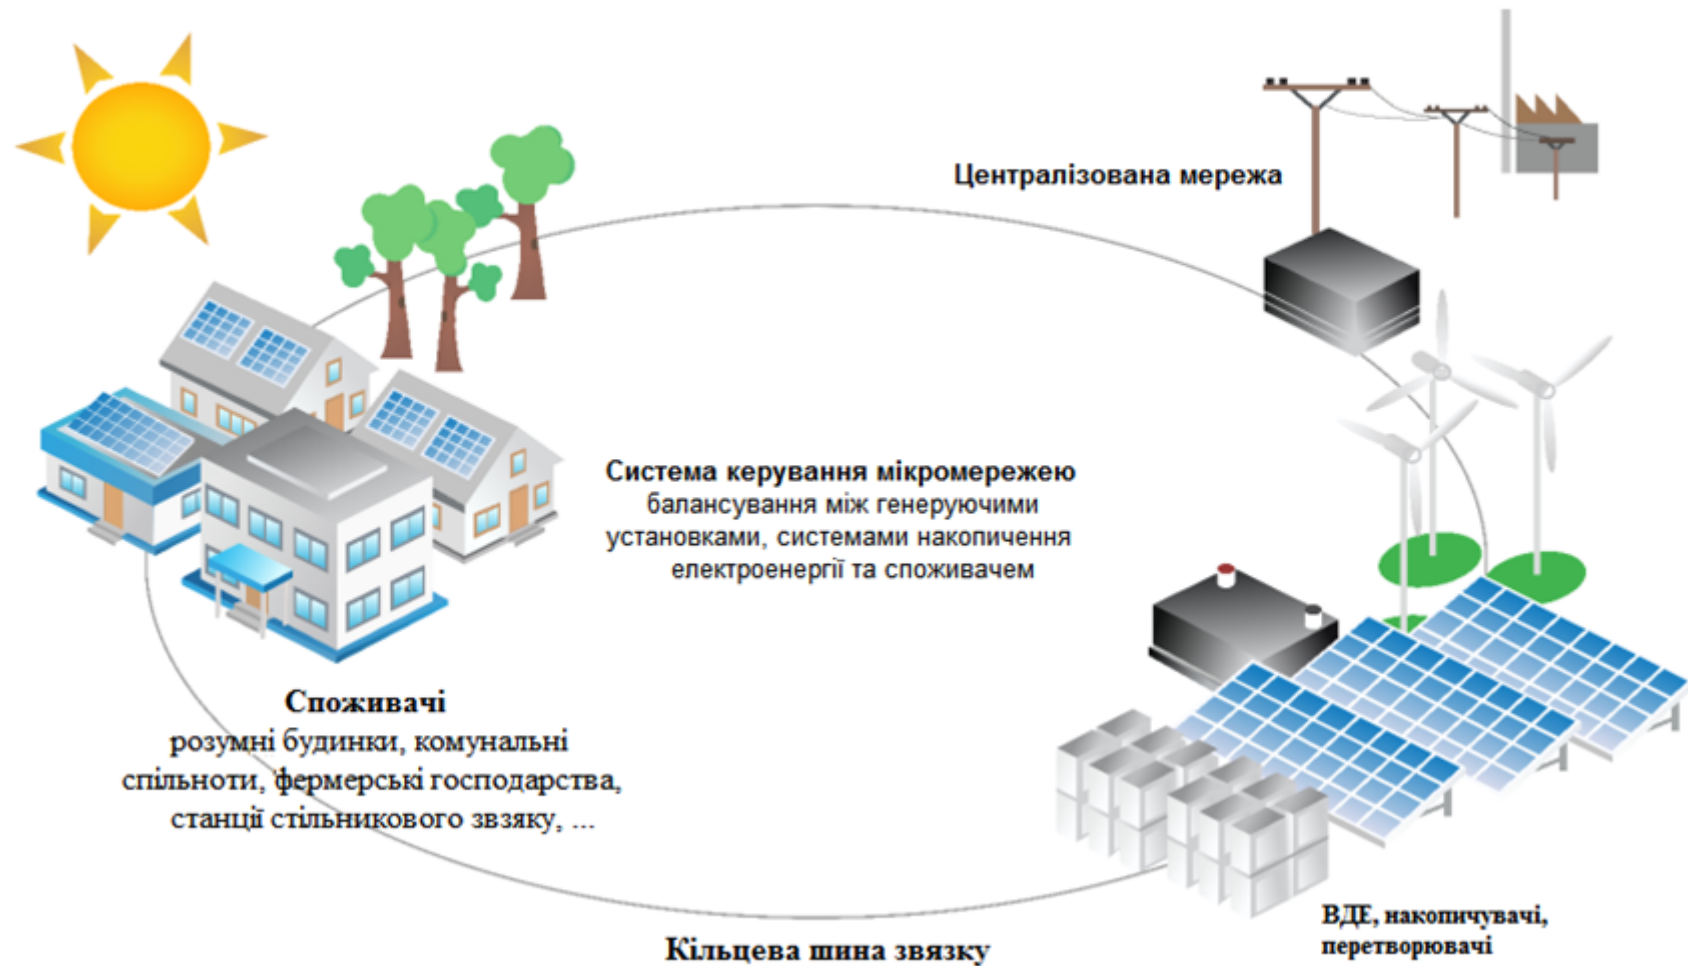 Централізована мережа
Система керування мікромережею
балансування між генеруючими
установками, системами накопичення
електроенергії та споживачем
Споживачі
розумні будинки, комунальні
спільноти, фермерські господарства,
станції стільникового звзяку, ...
ВДЕ, накопичувачі,
перетворювачі
Кільцева шина звязку